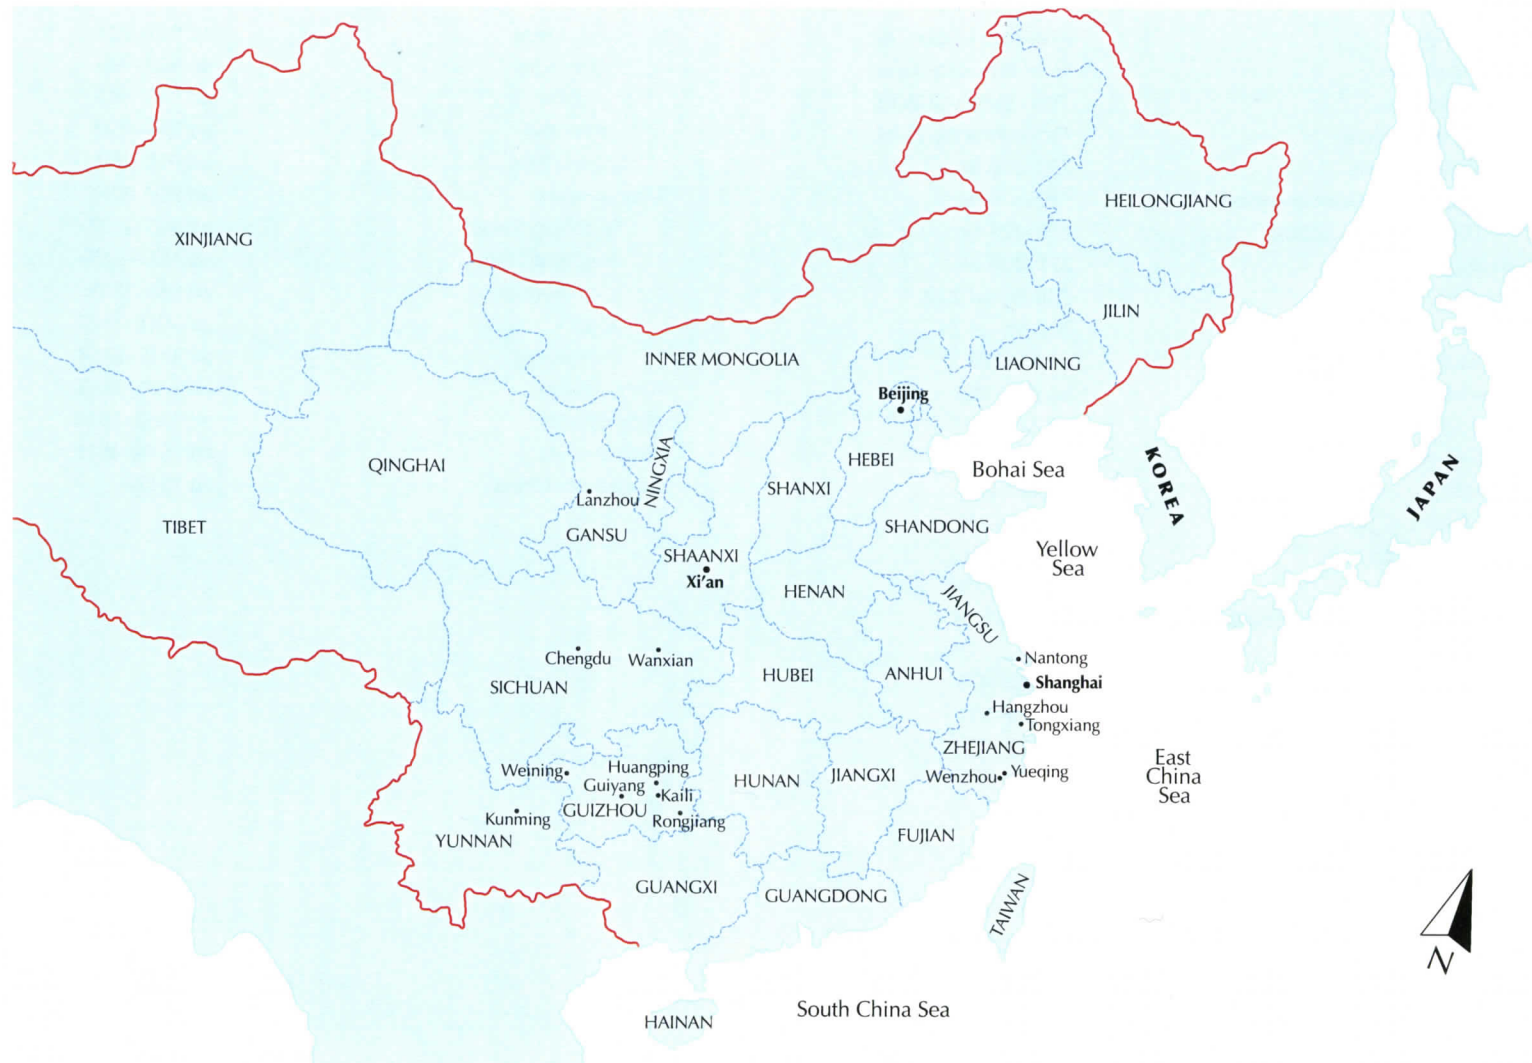 HEILONGJIANG
XINJIANG
JILIN
INNER MONGOLIA
LIAONING
Beijing
QINGHAI
NINGXIA
HEBEI
Bohai Sea
KOREA
JAPAN
SHANXI
Lanzhou
TIBET
GANSU
SHANDONG
SHAANXI
Xi'an
Yellow
Sea
HENAN
JIANGSU
Chengdu
Wanxian
Nantong
SICHUAN
HUBEI
ANHUI
Shanghai
Hangzhou
Tongxiang
ZHEJIANG
East
China
Sea
Weining
Huangping
Guiyang
Kaili
HUNAN
JIANGXI
Wenzhou
Yueqing
Kunming
GUIZHOU
Rongjiang
YUNNAN
FUJIAN
GUANGXI
GUANGDONG
TAIWAN
N
South China Sea
HAINAN